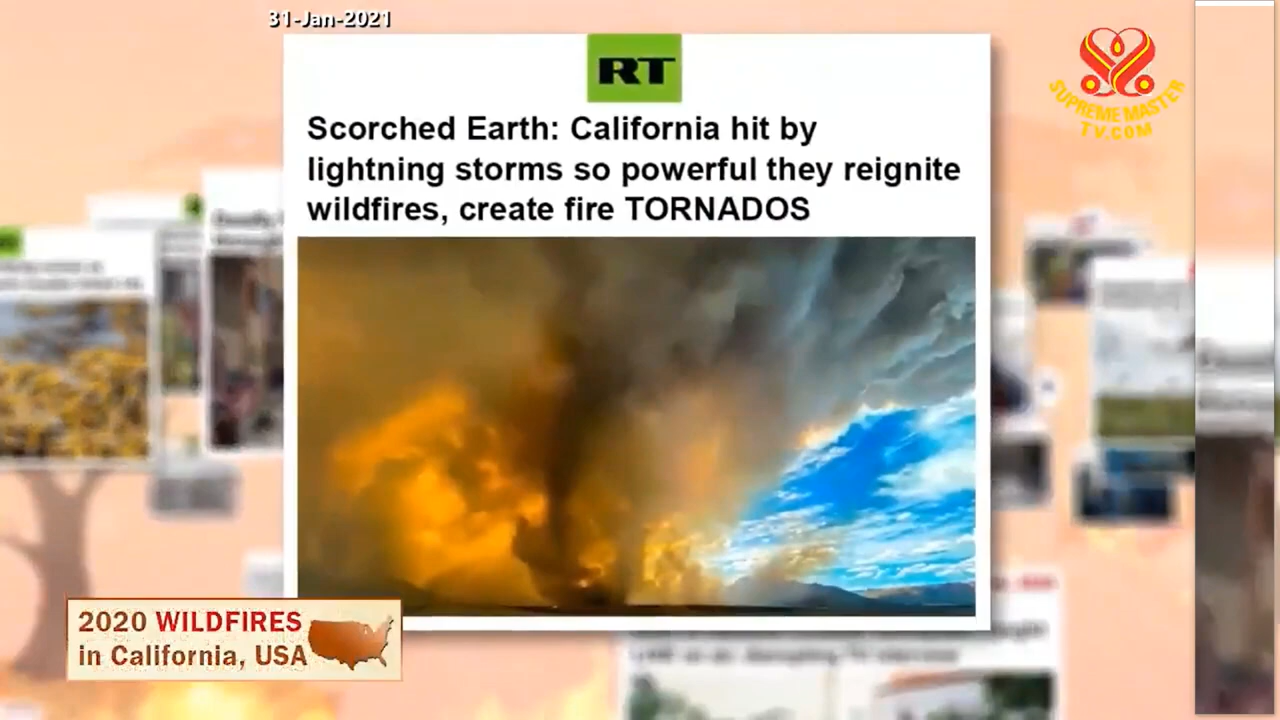 31-Jan-2021
RT
SUPREME MASTER
TV.COM
Scorched Earth: California hit by
lightning storms so powerful they reignite
wildfires, create fire TORNADOS
2020 WILDFIRES
in California, USA